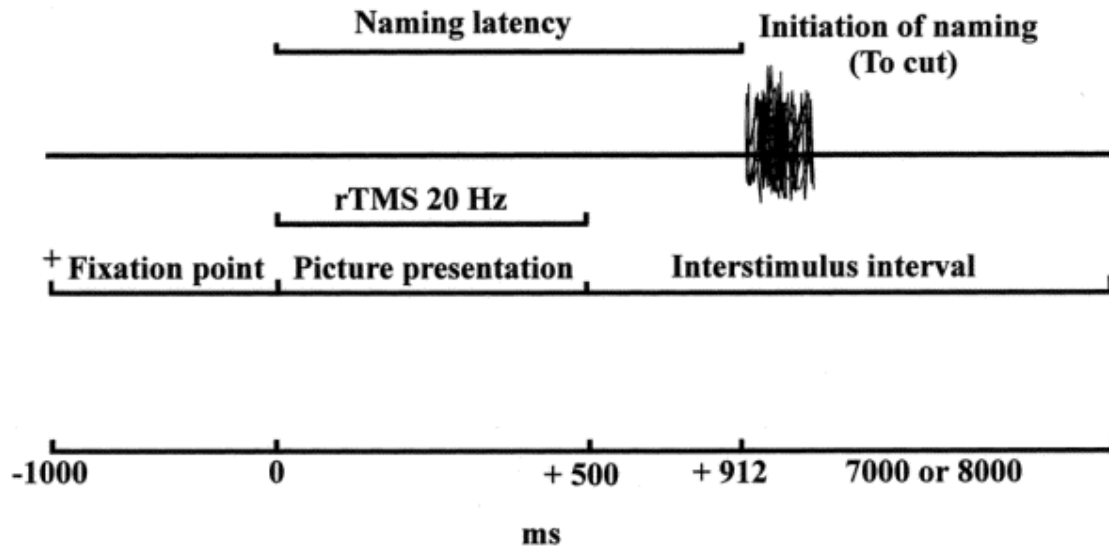 Naming latency
Initiation of naming
(To cut)
rTMS 20 Hz
+ Fixation point
Picture presentation
Interstimulus interval
-1000
0
+ 500
+ 912
7000 or 8000
ms